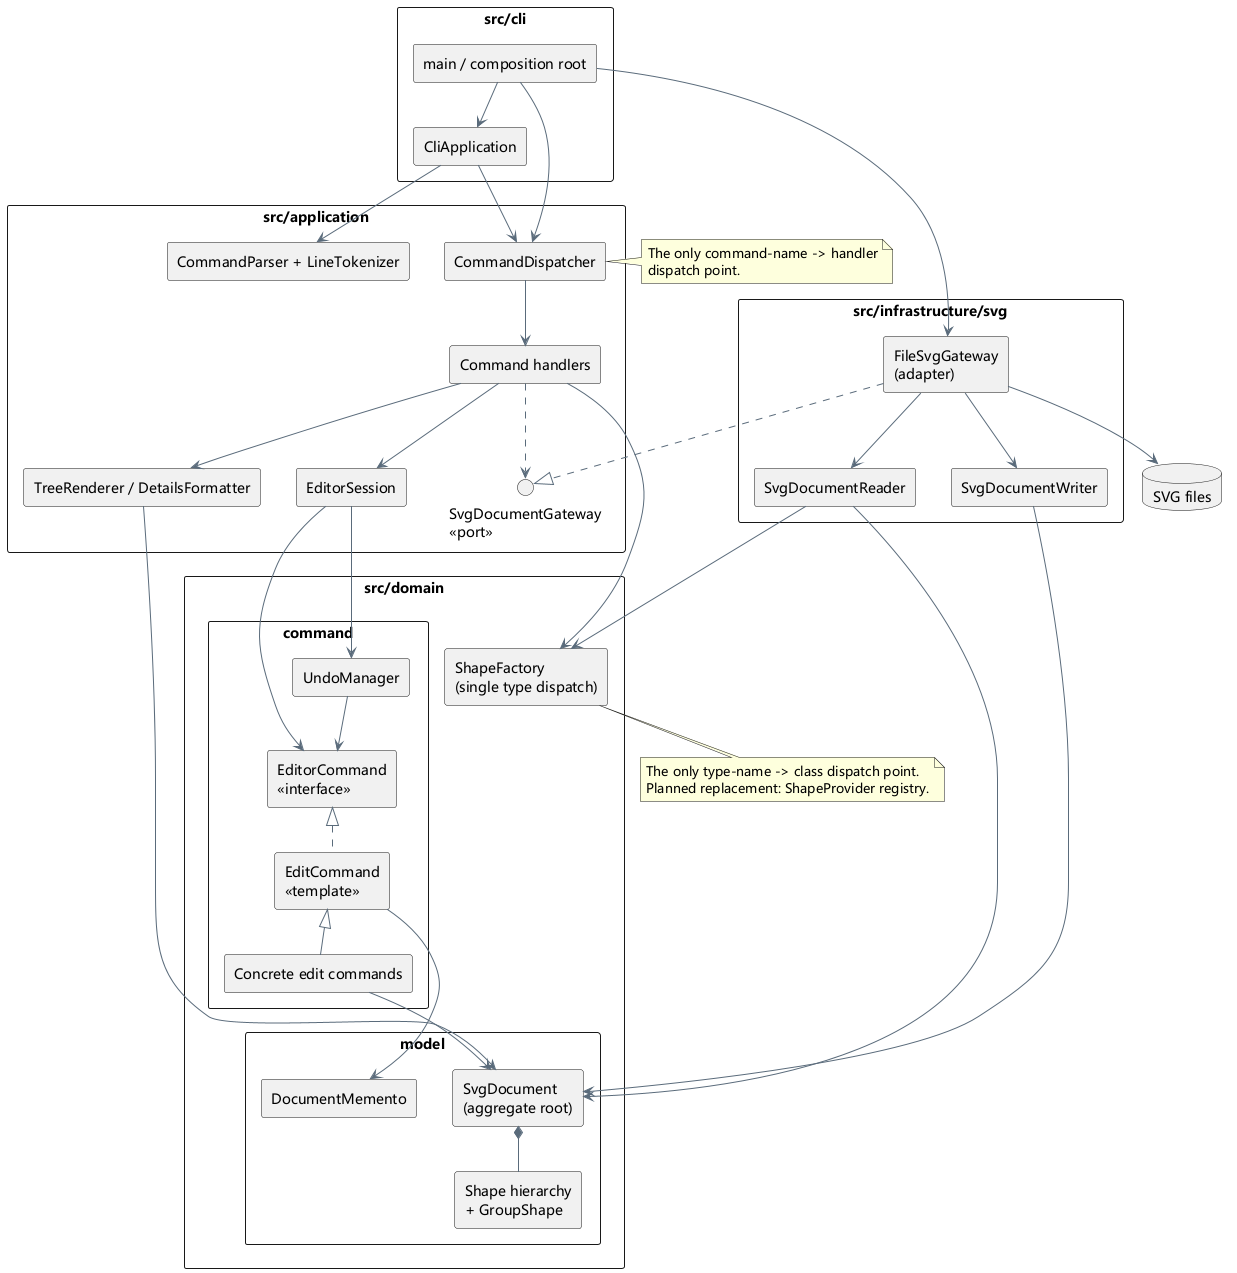 src/cli
main / composition root
CliApplication
src/application
CommandParser + LineTokenizer
CommandDispatcher
The only command-name -> handler
dispatch point.
src/infrastructure/svg
Command handlers
FileSvgGateway
(adapter)
TreeRenderer / DetailsFormatter
EditorSession
SvgDocumentGateway
«port»
SvgDocumentReader
SvgDocumentWriter
SVG files
src/domain
command
UndoManager
ShapeFactory
(single type dispatch)
EditorCommand
«interface»
The only type-name -> class dispatch point.
Planned replacement: ShapeProvider registry.
EditCommand
«template»
Concrete edit commands
model
DocumentMemento
SvgDocument
(aggregate root)
Shape hierarchy
+ GroupShape